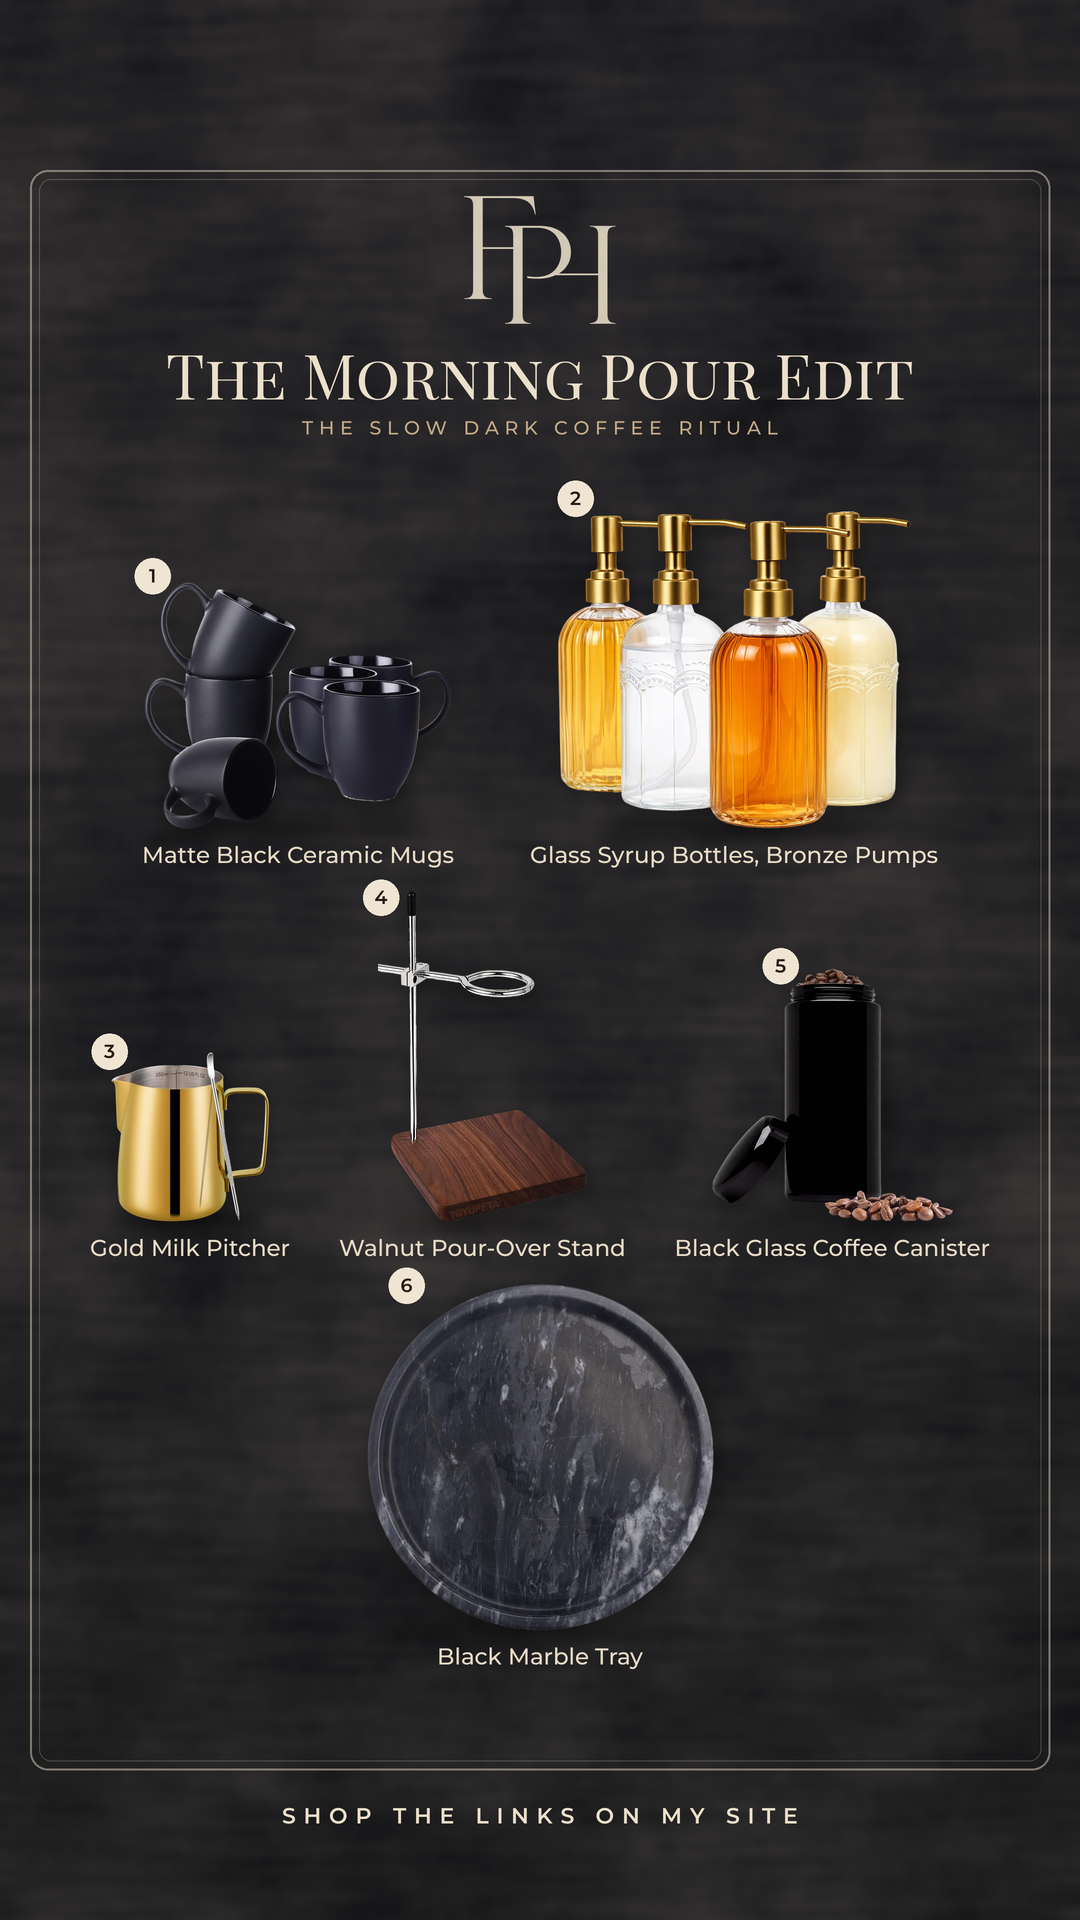 FPH
The Morning Pour Edit
THE SLOW DARK COFFEE RITUAL
1
2
Matte Black Ceramic Mugs
Glass Syrup Bottles, Bronze Pumps
3
4
5
Gold Milk Pitcher
Walnut Pour-Over Stand
Black Glass Coffee Canister
6
Black Marble Tray
SHOP THE LINKS ON MY SITE